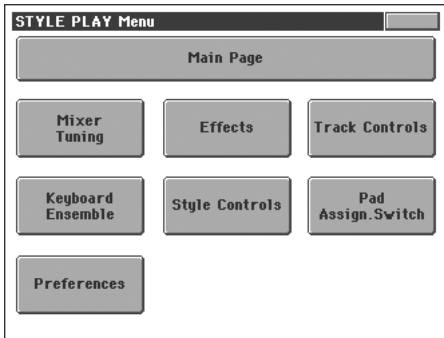 STYLE PLAY Menu
Main Page
Mixer
Tuning
Effects
Track Controls
Keyboard
Ensemble
Style Controls
Pad
Assign.Switch
Preferences